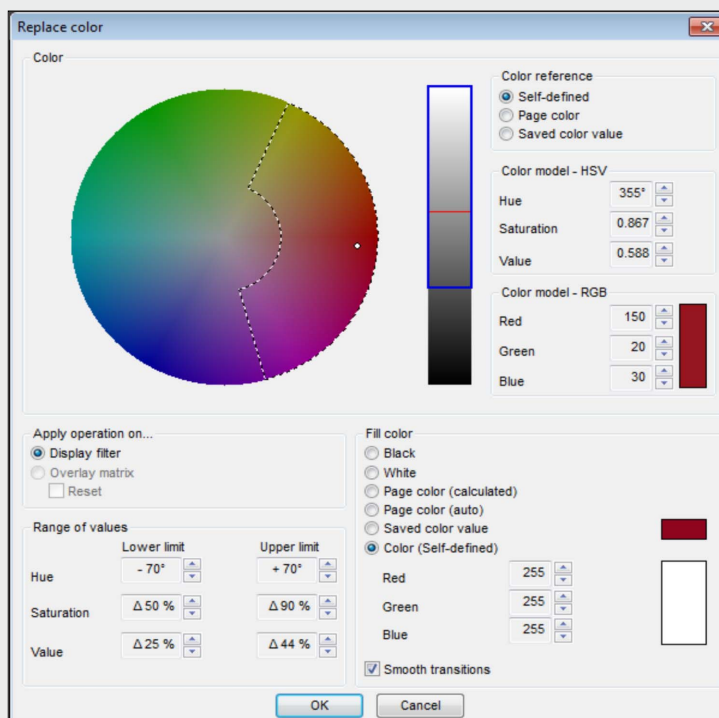 Replace color
Color
Color reference
Self-defined
Page color
Saved color value
Color model - HSV
Hue 355°
Saturation 0.867
Value 0.588
Color model - RGB
Red 150
Green 20
Blue 30
Apply operation on...
Display filter
Overlay matrix
Reset
Range of values
Lower limit Upper limit
Hue - 70° + 70°
Saturation Δ 50 % Δ 90 %
Value Δ 25 % Δ 44 %
Fill color
Black
White
Page color (calculated)
Page color (auto)
Saved color value
Color (Self-defined)
Red 255
Green 255
Blue 255
Smooth transitions
OK Cancel